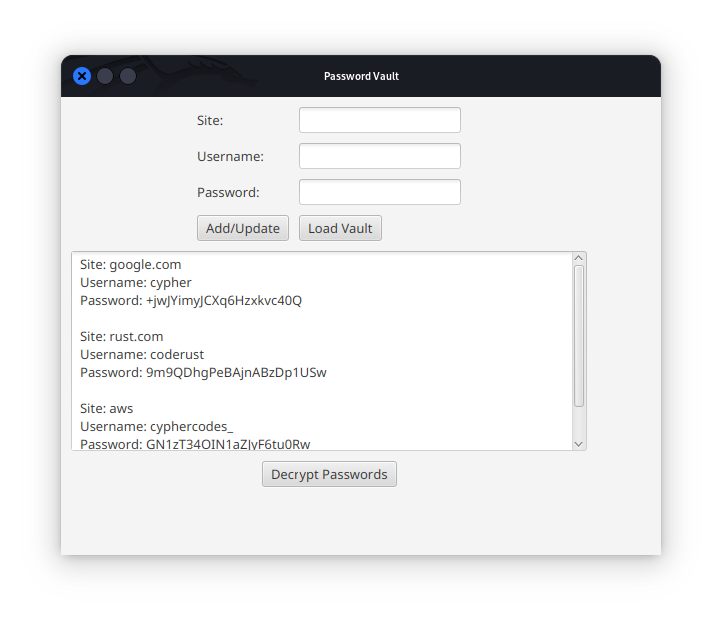 Password Vault
Site:
Username:
Password:
Add/Update Load Vault
Site: google.com
Username: cypher
Password: +jwJYimyJCXq6Hzxkvc40Q
Site: rust.com
Username: coderust
Password: 9m9QDhgPeBAjnABzDp1USw
Site: aws
Username: cyphercodes_
Password: GN1zT34OIN1aZJyF6tu0Rw
Decrypt Passwords